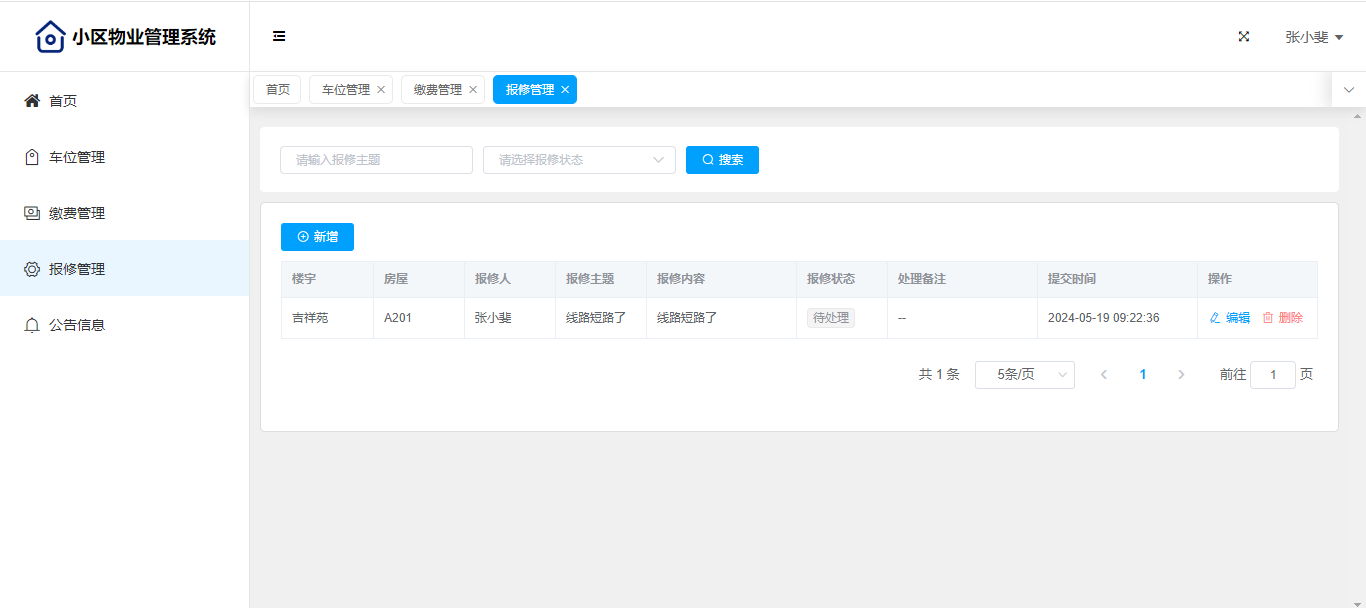 小区物业管理系统
张小斐
首页
车位管理
缴费管理
报修管理
公告信息
首页 车位管理 缴费管理 报修管理
请输入报修主题 请选择报修状态 搜索
新增
楼宇 房屋 报修人 报修主题 报修内容 报修状态 处理备注 提交时间 操作
吉祥苑 A201 张小斐 线路短路了 线路短路了 待处理 -- 2024-05-19 09:22:36 编辑 删除
共 1 条 5条/页 1 前往 1 页